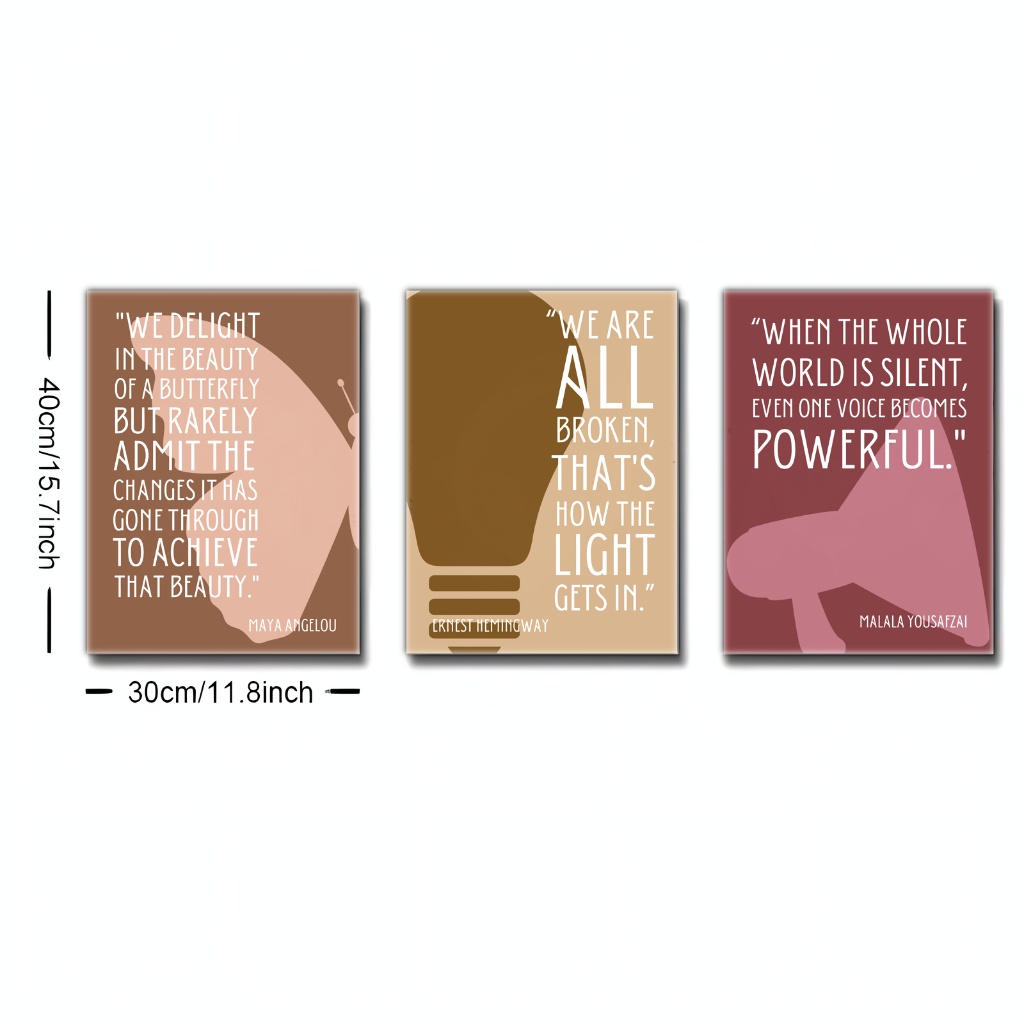 "WE DELIGHT
IN THE BEAUTY
OF A BUTTERFLY
BUT RARELY
ADMIT THE
CHANGES IT HAS
GONE THROUGH
TO ACHIEVE
THAT BEAUTY."
MAYA ANGELOU
“WE ARE
ALL
BROKEN,
THAT'S
HOW THE
LIGHT
GETS IN.”
ERNEST HEMINGWAY
“WHEN THE WHOLE
WORLD IS SILENT,
EVEN ONE VOICE BECOMES
POWERFUL."
MALALA YOUSAFZAI
40cm/15.7inch
30cm/11.8inch